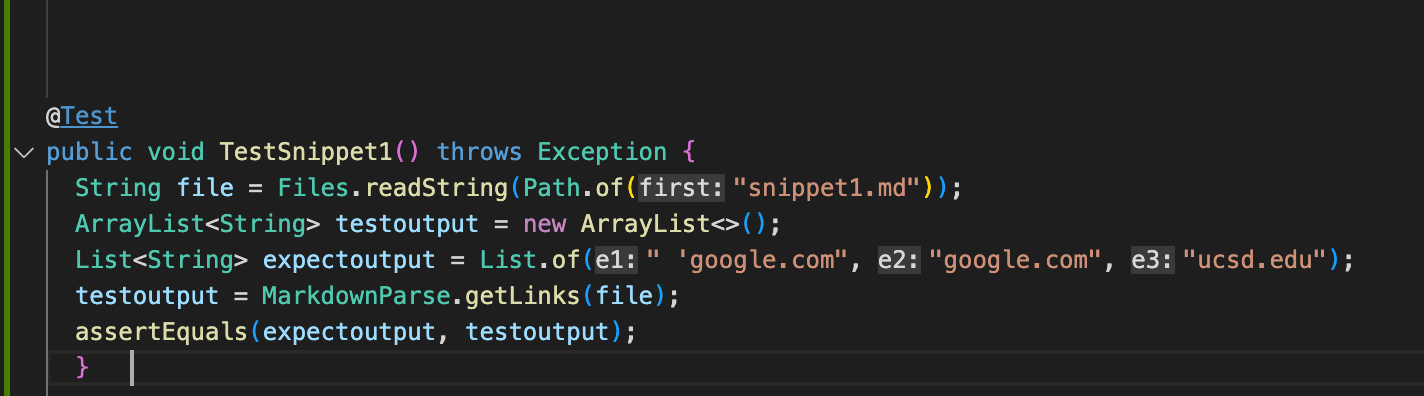 @Test
public void TestSnippet1() throws Exception {
String file = Files.readString(Path.of(first: "snippet1.md"));
ArrayList<String> testoutput = new ArrayList<>();
List<String> expectoutput = List.of(e1: " 'google.com", e2: "google.com", e3: "ucsd.edu");
testoutput = MarkdownParse.getLinks(file);
assertEquals(expectoutput, testoutput);
}